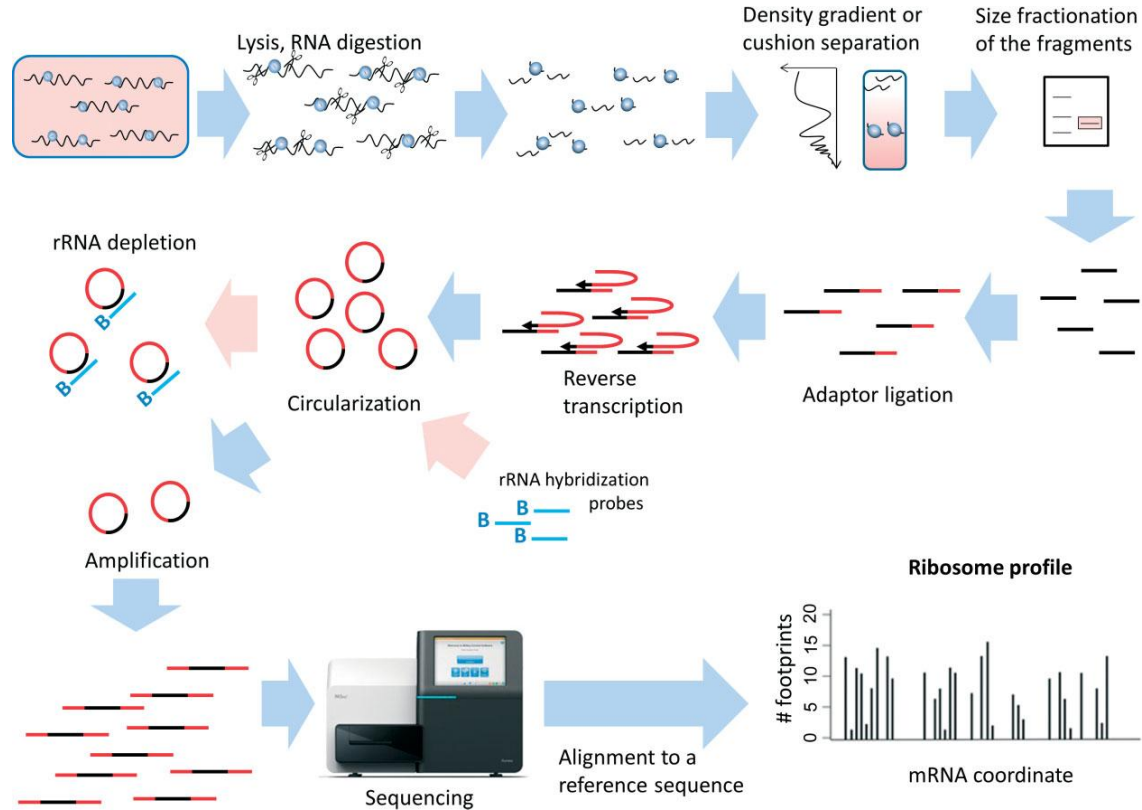 Lysis, RNA digestion
Density gradient or
cushion separation
Size fractionation
of the fragments
rRNA depletion
B
B
B
Circularization
Reverse
transcription
Adaptor ligation
rRNA hybridization
probes
B
B
B
Amplification
Sequencing
Alignment to a
reference sequence
Ribosome profile
# footprints
20
15
10
5
0
mRNA coordinate